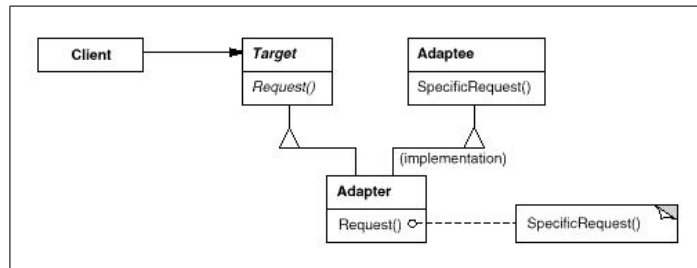 Client
Target
Request()
Adaptee
SpecificRequest()
(implementation)
Adapter
Request()
SpecificRequest()